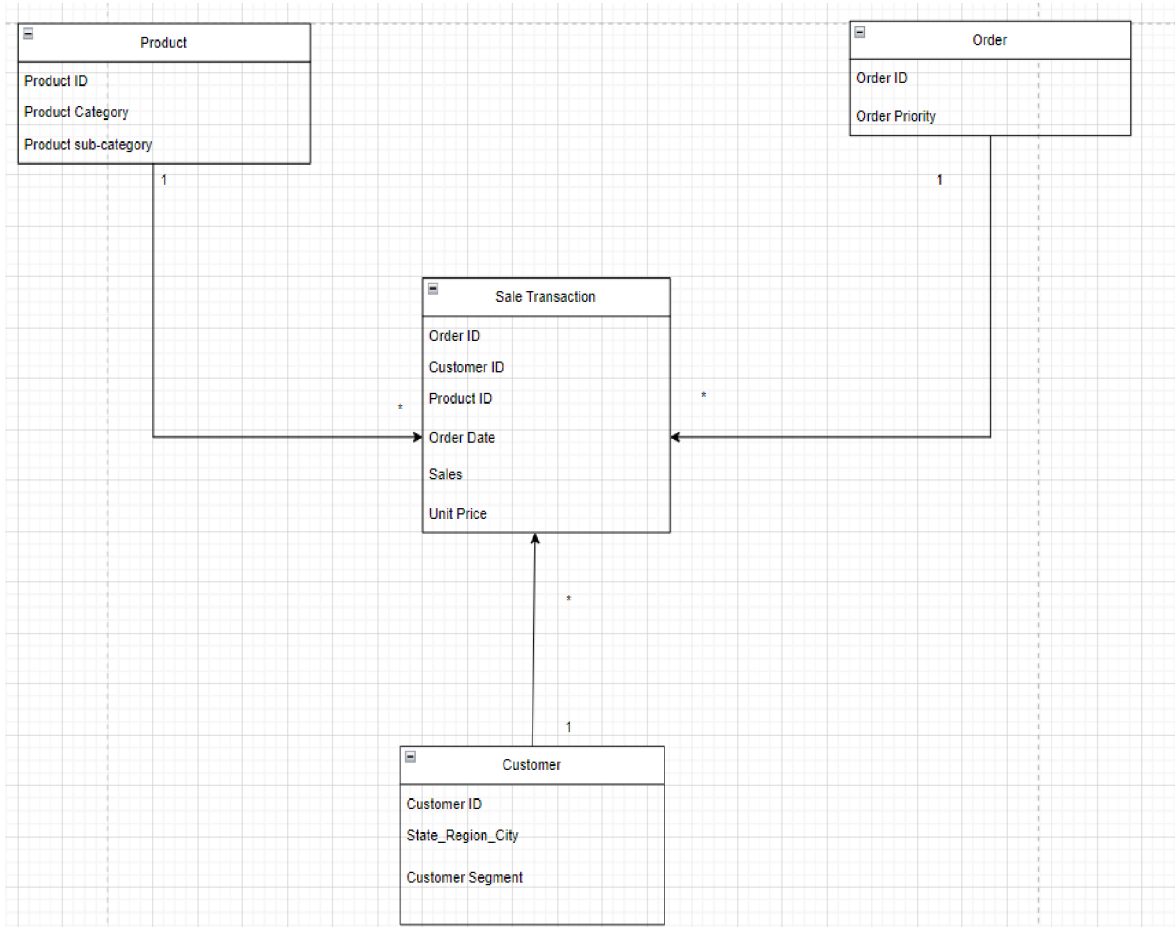 Product
Product ID
Product Category
Product sub-category
1
Order
Order ID
Order Priority
1
Sale Transaction
Order ID
Customer ID
Product ID
Order Date
Sales
Unit Price
*
*
*
1
Customer
Customer ID
State_Region_City
Customer Segment